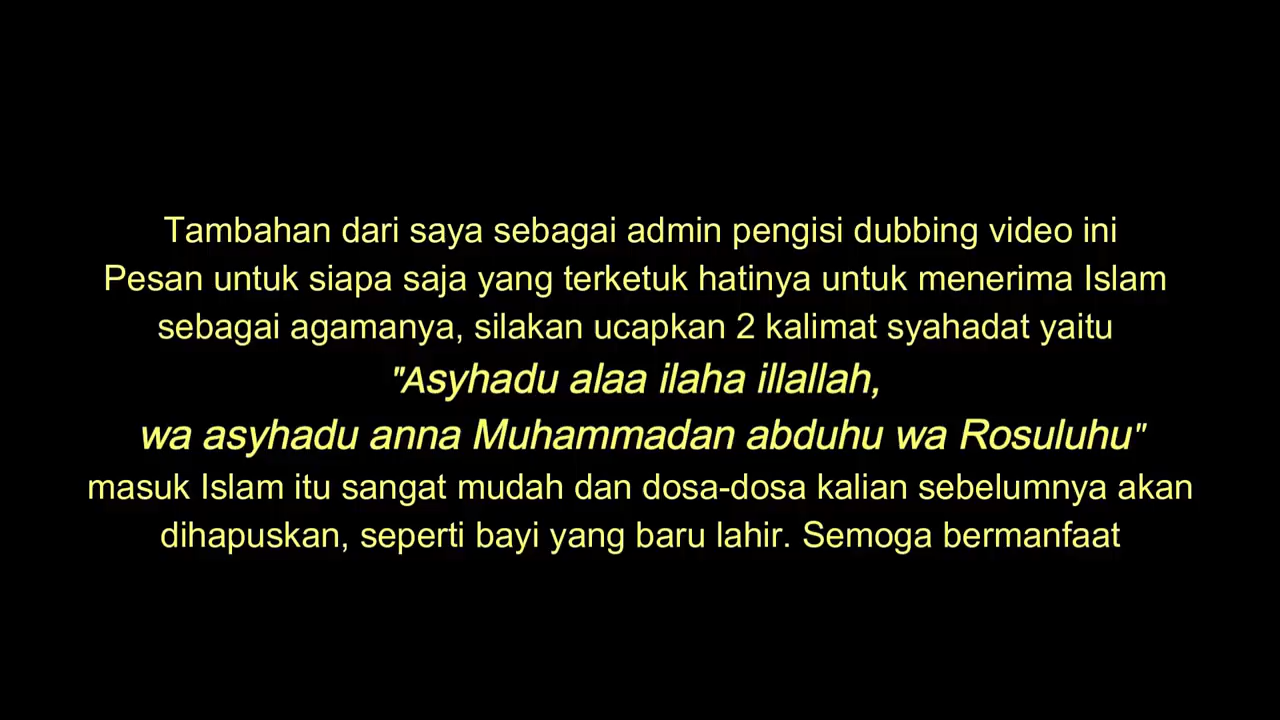 Tambahan dari saya sebagai admin pengisi dubbing video ini
Pesan untuk siapa saja yang terketuk hatinya untuk menerima Islam
sebagai agamanya, silakan ucapkan 2 kalimat syahadat yaitu
"Asyhadu alaa ilaha illallah,
wa asyhadu anna Muhammadan abduhu wa Rosuluhu"
masuk Islam itu sangat mudah dan dosa-dosa kalian sebelumnya akan
dihapuskan, seperti bayi yang baru lahir. Semoga bermanfaat